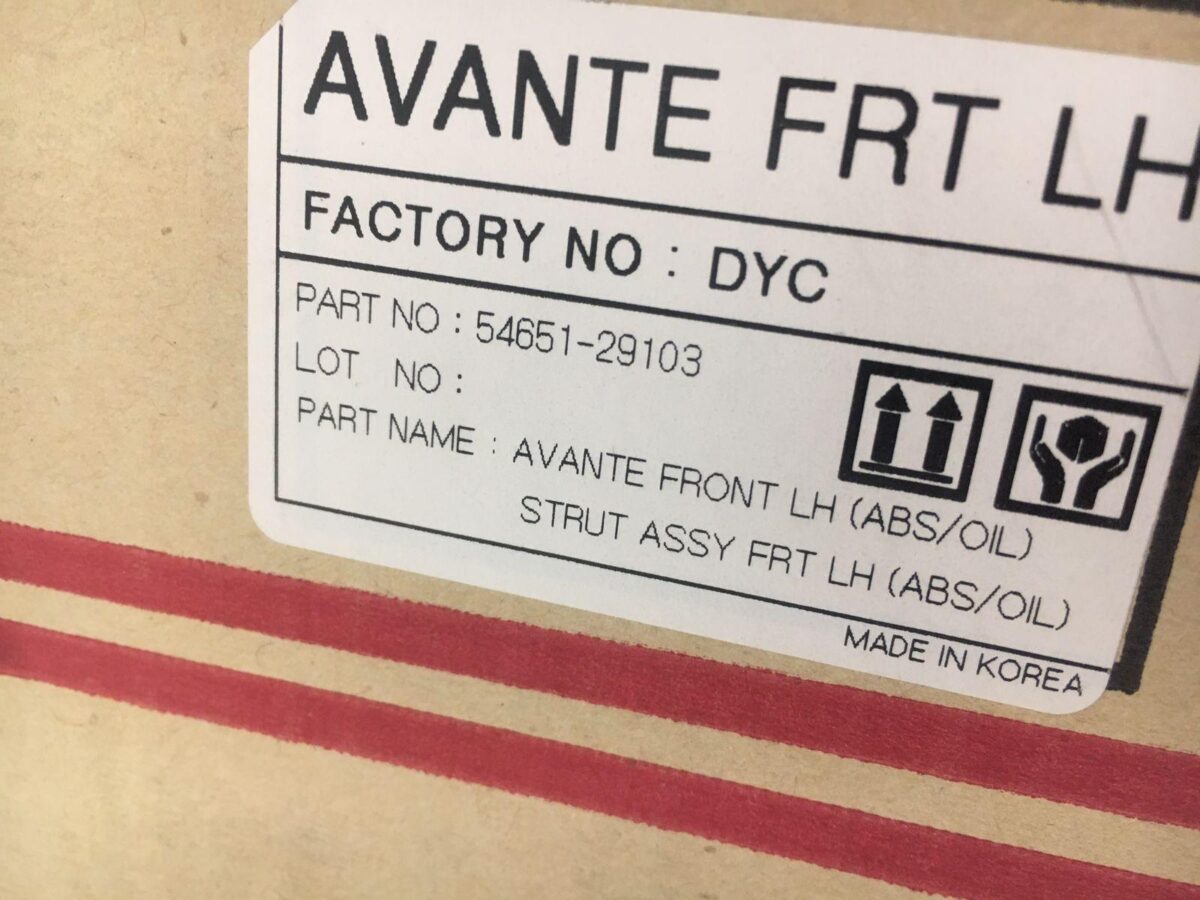 AVANTE FRT LH
FACTORY NO : DYC
PART NO : 54651-29103
LOT NO :
PART NAME : AVANTE FRONT LH (ABS/OIL)
STRUT ASSY FRT LH (ABS/OIL)
MADE IN KOREA